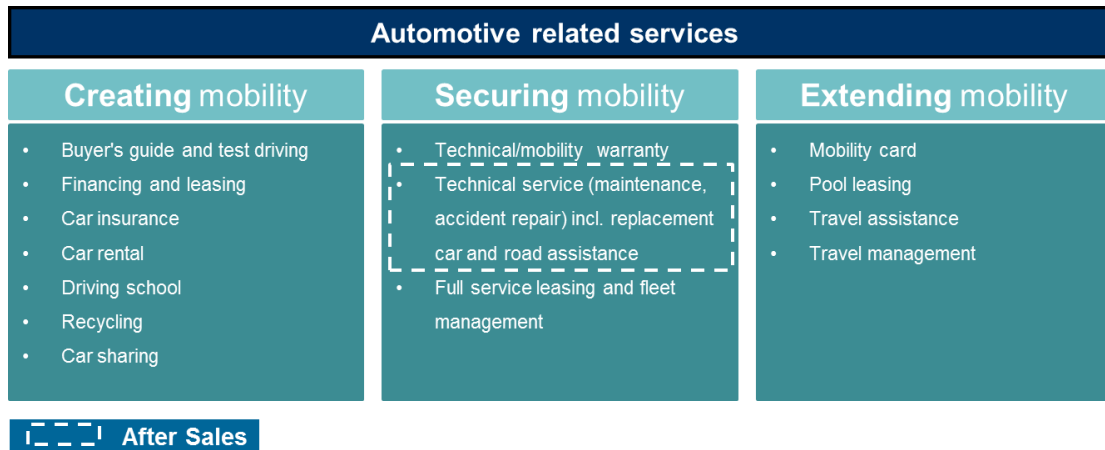 Automotive related services
Creating mobility
• Buyer's guide and test driving
• Financing and leasing
• Car insurance
• Car rental
• Driving school
• Recycling
• Car sharing
Securing mobility
• Technical/mobility warranty
• Technical service (maintenance,
accident repair) incl. replacement
car and road assistance
• Full service leasing and fleet
management
Extending mobility
• Mobility card
• Pool leasing
• Travel assistance
• Travel management
After Sales